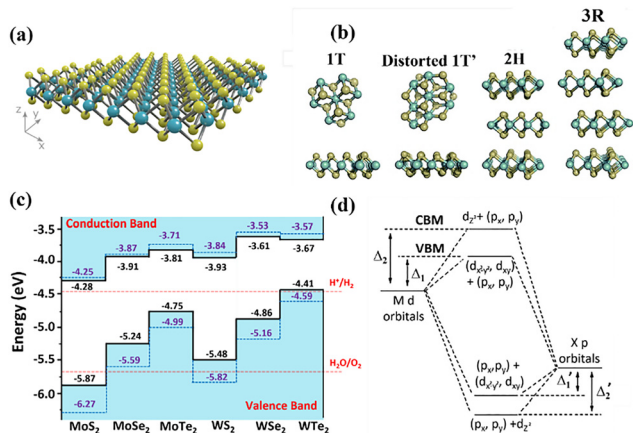 (a)
z
y
x
(b)
1T
Distorted 1T’
2H
3R
(c)
Energy (eV)
-3.5
-4.0
-4.5
-5.0
-5.5
-6.0
Conduction Band
-4.25
-4.28
-3.87
-3.91
-3.71
-3.81
-3.84
-3.93
-3.53
-3.61
-3.57
-3.67
H⁺/H₂
-4.41
-4.59
-4.75
-4.99
-4.86
-5.16
-5.24
-5.59
-5.48
-5.82
H₂O/O₂
-5.87
-6.27
Valence Band
MoS₂ MoSe₂ MoTe₂ WS₂ WSe₂ WTe₂
(d)
CBM
d_z² + (pₓ, p_y)
VBM
(d_x²-y², d_xy)
+ (pₓ, p_y)
Δ₂
Δ₁
M d
orbitals
X p
orbitals
(pₓ,p_y) +
(d_x²-y², d_xy)
Δ₁'
Δ₂'
(pₓ, p_y) +d_z²